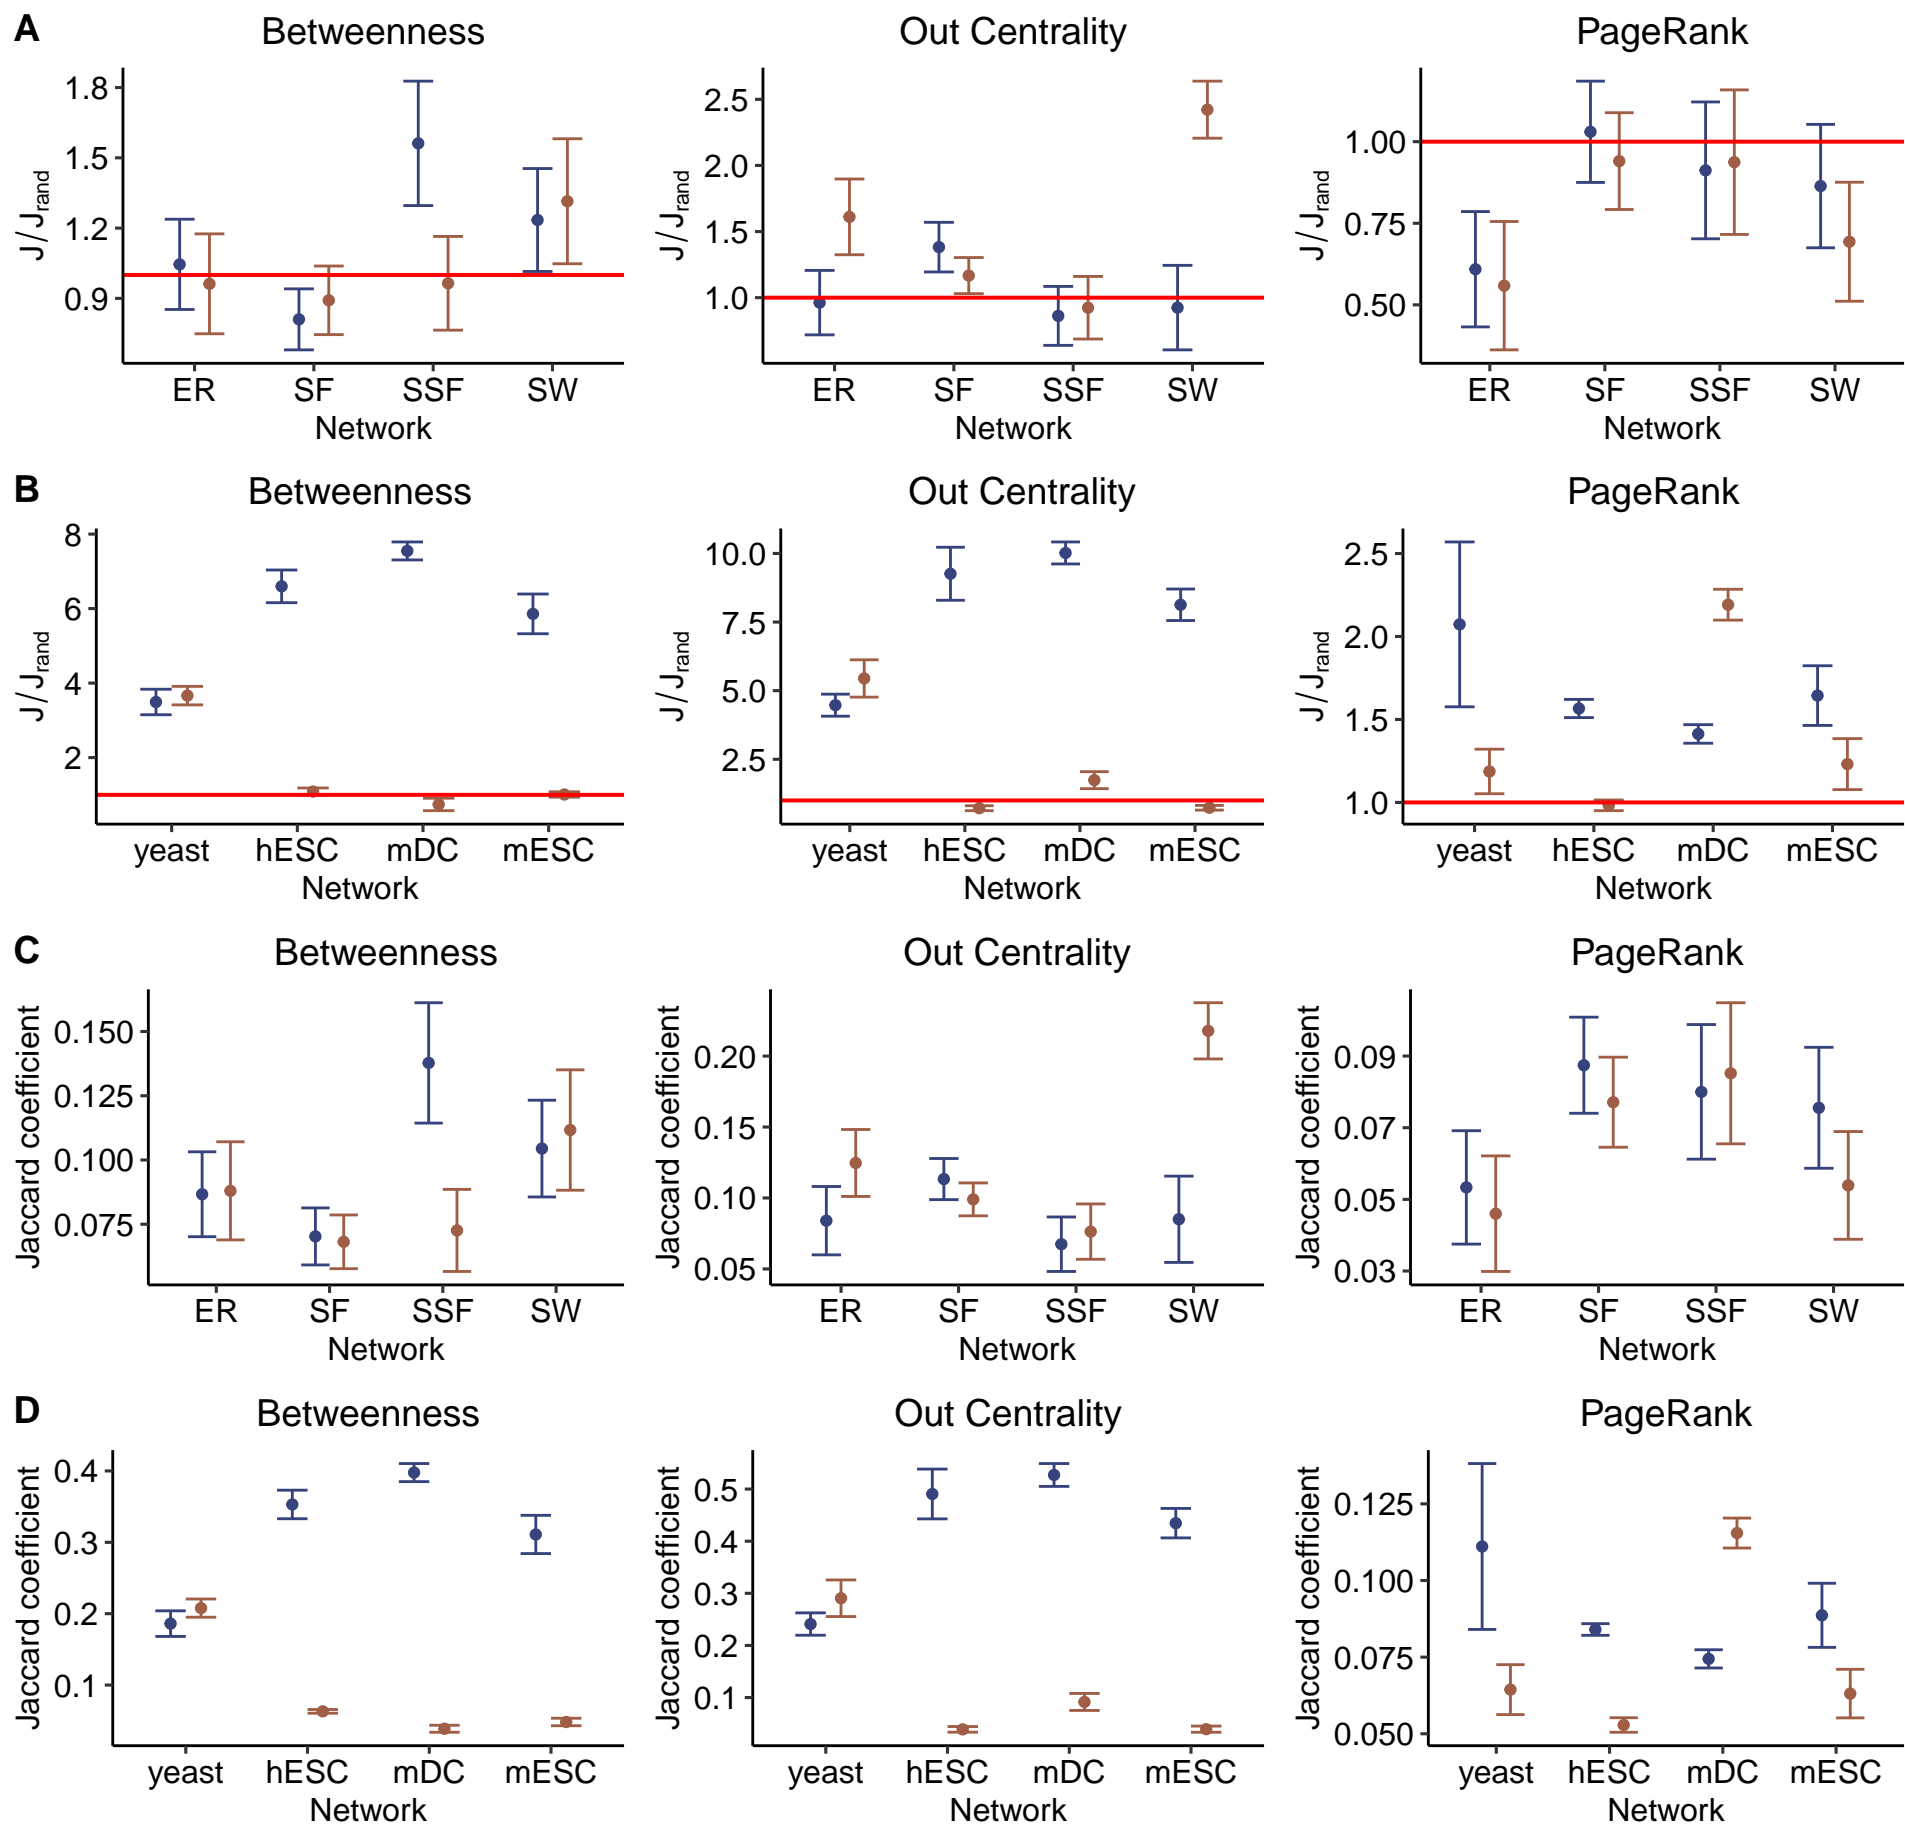 A
Betweenness
Out Centrality
PageRank
J/Jrand
1.8
1.5
1.2
0.9
ER SF SSF SW
Network
J/Jrand
2.5
2.0
1.5
1.0
ER SF SSF SW
Network
J/Jrand
1.00
0.75
0.50
ER SF SSF SW
Network
B
Betweenness
Out Centrality
PageRank
J/Jrand
8
6
4
2
yeast hESC mDC mESC
Network
J/Jrand
10.0
7.5
5.0
2.5
yeast hESC mDC mESC
Network
J/Jrand
2.5
2.0
1.5
1.0
yeast hESC mDC mESC
Network
C
Betweenness
Out Centrality
PageRank
Jaccard coefficient
0.150
0.125
0.100
0.075
ER SF SSF SW
Network
Jaccard coefficient
0.20
0.15
0.10
0.05
ER SF SSF SW
Network
Jaccard coefficient
0.09
0.07
0.05
0.03
ER SF SSF SW
Network
D
Betweenness
Out Centrality
PageRank
Jaccard coefficient
0.4
0.3
0.2
0.1
yeast hESC mDC mESC
Network
Jaccard coefficient
0.5
0.4
0.3
0.2
0.1
yeast hESC mDC mESC
Network
Jaccard coefficient
0.125
0.100
0.075
0.050
yeast hESC mDC mESC
Network